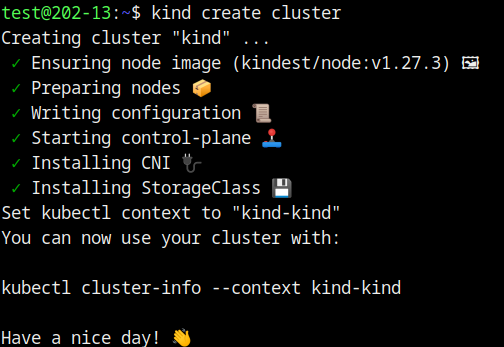 test@202-13:~$ kind create cluster
Creating cluster "kind" ...
✓ Ensuring node image (kindest/node:v1.27.3) 🖼
✓ Preparing nodes 📦
✓ Writing configuration 📜
✓ Starting control-plane 🕹️
✓ Installing CNI 🔌
✓ Installing StorageClass 💾
Set kubectl context to "kind-kind"
You can now use your cluster with:

kubectl cluster-info --context kind-kind

Have a nice day! 👋